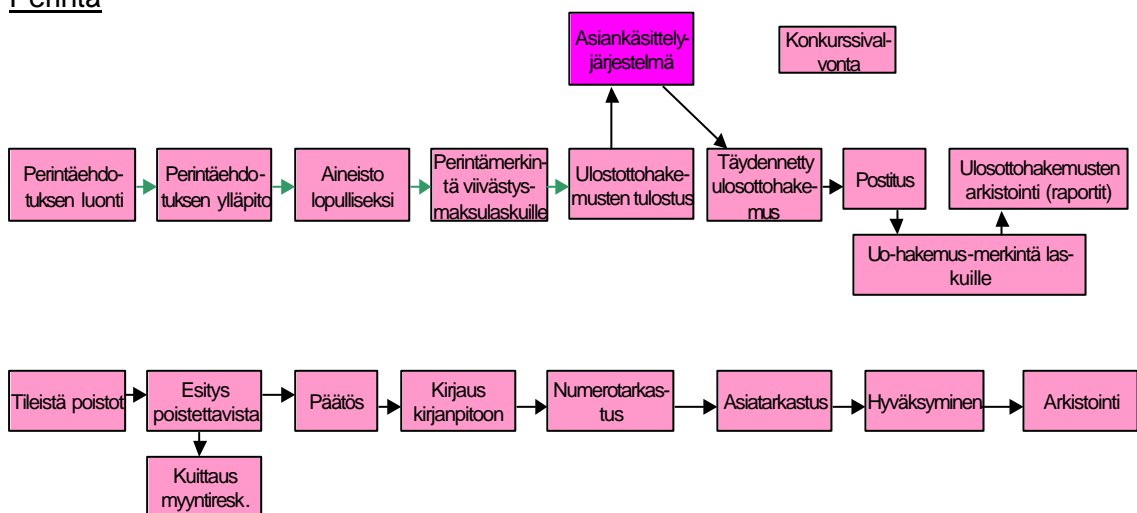 Perintä
Asiankäsittely-
järjestelmä
Konkurssival-
vonta
Perintäehdo-
tuksen luonti
Perintäehdo-
tuksen ylläpito
Aineisto
lopulliseksi
Perintämerkin-
tä viivästys-
maksulaskuille
Ulostottohake-
musten tulostus
Täydennetty
ulosottohake-
mus
Postitus
Ulosottohakemusten
arkistointi (raportit)
Uo-hakemus-merkintä las-
kuille
Tileistä poistot
Esitys
poistettavista
Päätös
Kirjaus
kirjanpitoon
Numerotarkas-
tus
Asiatarkastus
Hyväksyminen
Arkistointi
Kuittaus
myyntiresk.